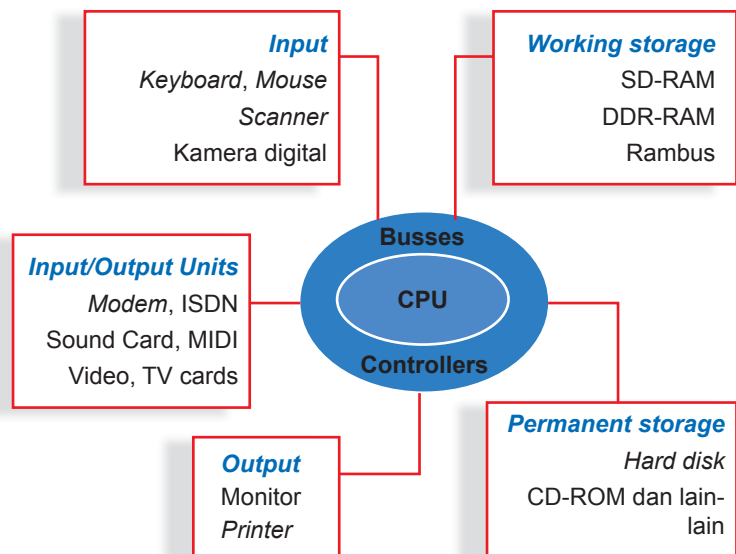 Input
Keyboard, Mouse
Scanner
Kamera digital
Working storage
SD-RAM
DDR-RAM
Rambus
Busses
CPU
Controllers
Input/Output Units
Modem, ISDN
Sound Card, MIDI
Video, TV cards
Output
Monitor
Printer
Permanent storage
Hard disk
CD-ROM dan lain-
lain